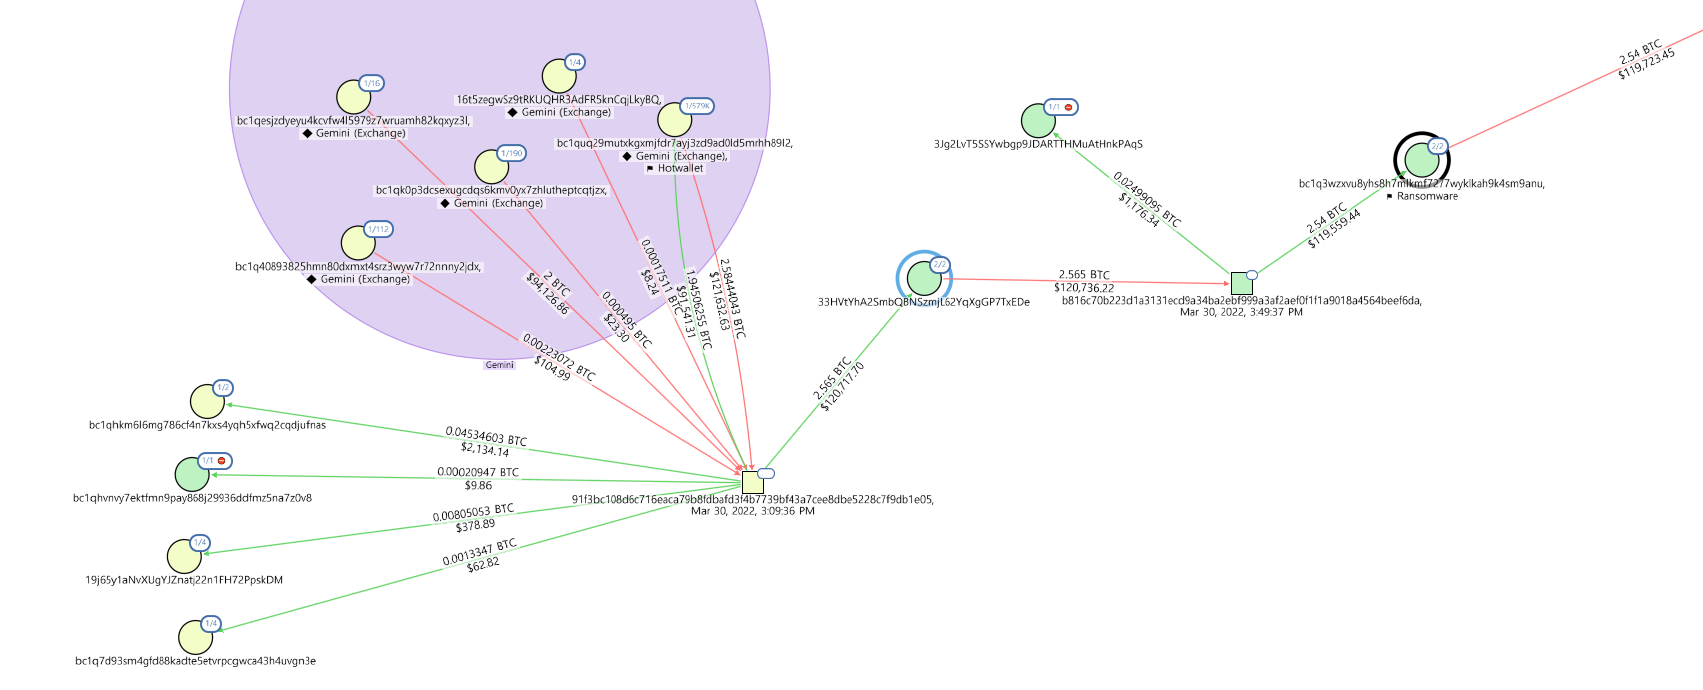 2.54 BTC
$119,723.45
1/4
1/16
16t5zegwSz9tRKUQHR3AdFR5knCqjLkyBQ,
◆ Gemini (Exchange)
1/579K
1/1
bc1qesjzdyeyu4kcvfw4l5979z7wruamh82kqxyz3l,
◆ Gemini (Exchange)
bc1quq29mutxkgxmjfdr7ayj3zd9ad0ld5mrhh89l2,
◆ Gemini (Exchange),
Hotwallet
3Jg2LvT5SSYwbgp9JDARTTHMuAtHnkPAqS
2/2
1/190
bc1qk0p3dcsexugcdqs6kmv0yx7zhlutheptcqtjzx,
◆ Gemini (Exchange)
bc1q3wzxvu8yhs8h7mlkmf7277wyklkah9k4sm9anu,
Ransomware
0.02499095 BTC
$1,176.34
2.54 BTC
$119,559.44
1/112
bc1q40893825hmn80dxmxt4srz3wyw7r72nnny2jdx,
◆ Gemini (Exchange)
2 BTC
$94,126.86
0.000495 BTC
$23.30
0.00017511 BTC
$8.24
1.94506255 BTC
$91,541.31
2.58444043 BTC
$121,632.63
0.00223072 BTC
$104.99
Gemini
2/2
33HVtYhA2SmbQBNSzmjL62YqXgGP7TxEDe
2.565 BTC
$120,736.22
b816c70b223d1a3131ecd9a34ba2ebf999a3af2aef0f1f1a9018a4564beef6da,
Mar 30, 2022, 3:49:37 PM
2.565 BTC
$120,717.70
1/2
bc1qhkm6l6mg786cf4n7kxs4yqh5xfwq2cqdjufnas
0.04534603 BTC
$2,134.14
1/1
bc1qhvnvy7ektfmn9pay868j29936ddfmz5na7z0v8
0.00020947 BTC
$9.86
91f3bc108d6c716eaca79b8fdbafd3f4b7739bf43a7cee8dbe5228c7f9db1e05,
Mar 30, 2022, 3:09:36 PM
0.00805053 BTC
$378.89
1/4
19j65y1aNvXUgYJZnatj22n1FH72PpskDM
0.0013347 BTC
$62.82
1/4
bc1q7d93sm4gfd88kadte5etvrpcgwca43h4uvgn3e